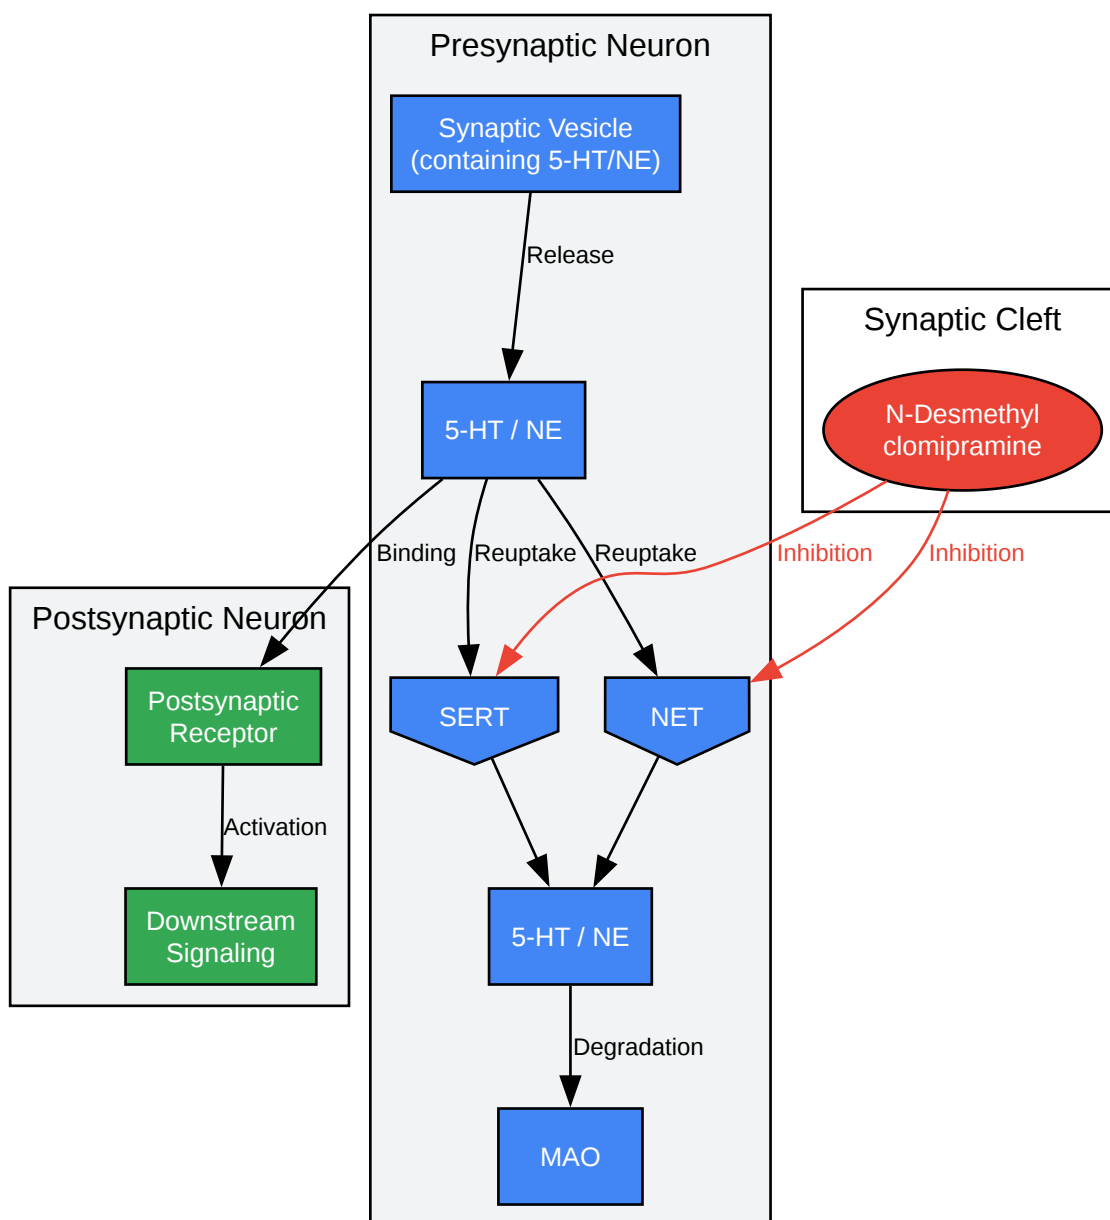 Presynaptic Neuron
Synaptic Vesicle
(containing 5-HT/NE)
Release
Synaptic Cleft
N-Desmethyl
clomipramine
5-HT / NE
Binding
Reuptake
Reuptake
Inhibition
Inhibition
Postsynaptic Neuron
Postsynaptic
Receptor
SERT
NET
Activation
Downstream
Signaling
5-HT / NE
Degradation
MAO